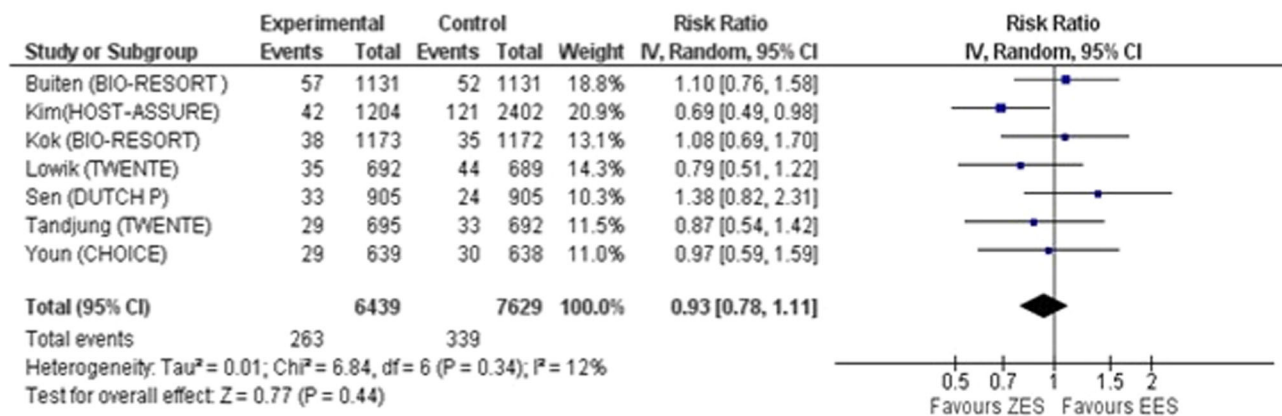 Experimental Control Risk Ratio Risk Ratio
Study or Subgroup Events Total Events Total Weight IV, Random, 95% CI IV, Random, 95% CI
Buiten (BIO-RESORT ) 57 1131 52 1131 18.8% 1.10 [0.76, 1.58]
Kim(HOST-ASSURE) 42 1204 121 2402 20.9% 0.69 [0.49, 0.98]
Kok (BIO-RESORT) 38 1173 35 1172 13.1% 1.08 [0.69, 1.70]
Lowik (TWENTE) 35 692 44 689 14.3% 0.79 [0.51, 1.22]
Sen (DUTCH P) 33 905 24 905 10.3% 1.38 [0.82, 2.31]
Tandjung (TWENTE) 29 695 33 692 11.5% 0.87 [0.54, 1.42]
Youn (CHOICE) 29 639 30 638 11.0% 0.97 [0.59, 1.59]
Total (95% CI) 6439 7629 100.0% 0.93 [0.78, 1.11]
Total events 263 339
Heterogeneity: Tau² = 0.01; Chi² = 6.84, df = 6 (P = 0.34); I² = 12%
Test for overall effect: Z = 0.77 (P = 0.44)
0.5 0.7 1 1.5 2
Favours ZES Favours EES